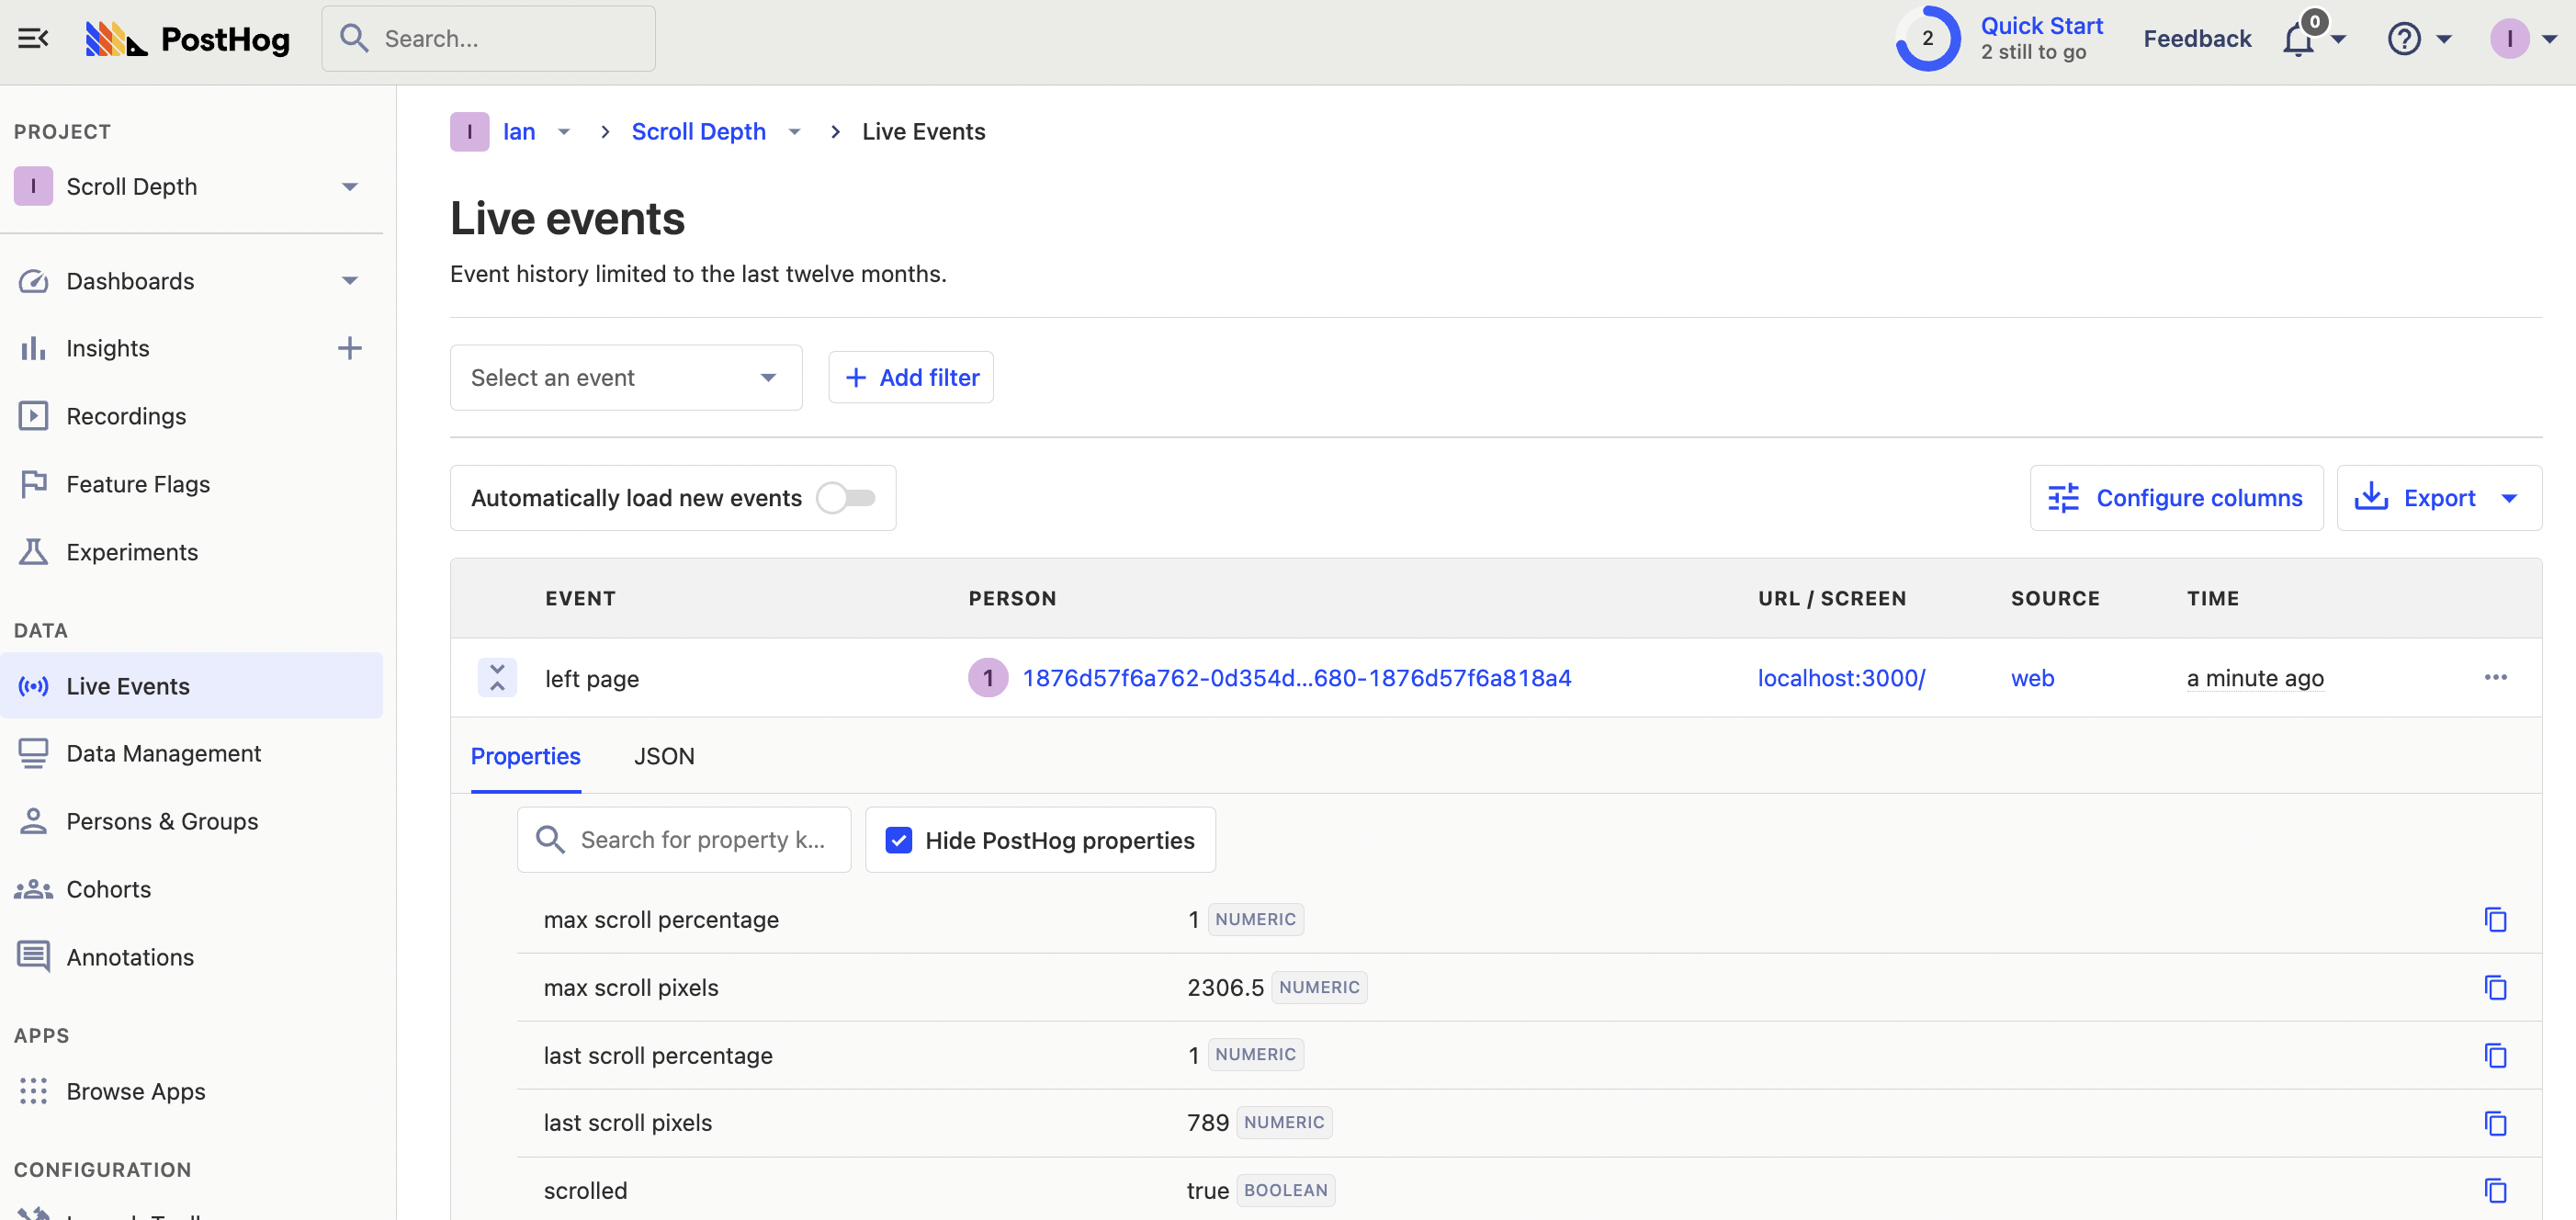 PostHog
Search...
2
Quick Start
2 still to go
Feedback
0
I
PROJECT
I Scroll Depth
Dashboards
Insights
Recordings
Feature Flags
Experiments
DATA
Live Events
Data Management
Persons & Groups
Cohorts
Annotations
APPS
Browse Apps
CONFIGURATION
I Ian > Scroll Depth > Live Events
Live events
Event history limited to the last twelve months.
Select an event
+ Add filter
Automatically load new events
Configure columns
Export
EVENT PERSON URL / SCREEN SOURCE TIME
left page 1 1876d57f6a762-0d354d...680-1876d57f6a818a4 localhost:3000/ web a minute ago
Properties JSON
Search for property k...
Hide PostHog properties
max scroll percentage 1 NUMERIC
max scroll pixels 2306.5 NUMERIC
last scroll percentage 1 NUMERIC
last scroll pixels 789 NUMERIC
scrolled true BOOLEAN